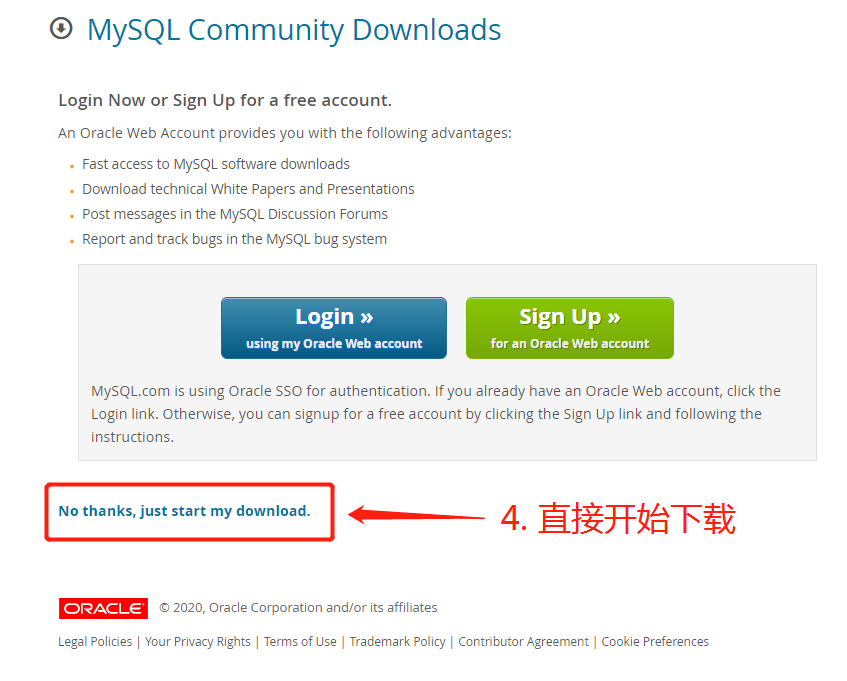 MySQL Community Downloads
Login Now or Sign Up for a free account.
An Oracle Web Account provides you with the following advantages:
Fast access to MySQL software downloads
Download technical White Papers and Presentations
Post messages in the MySQL Discussion Forums
Report and track bugs in the MySQL bug system
Login »
using my Oracle Web account
Sign Up »
for an Oracle Web account
MySQL.com is using Oracle SSO for authentication. If you already have an Oracle Web account, click the
Login link. Otherwise, you can signup for a free account by clicking the Sign Up link and following the
instructions.
No thanks, just start my download.
4. 直接开始下载
ORACLE
© 2020, Oracle Corporation and/or its affiliates
Legal Policies | Your Privacy Rights | Terms of Use | Trademark Policy | Contributor Agreement | Cookie Preferences